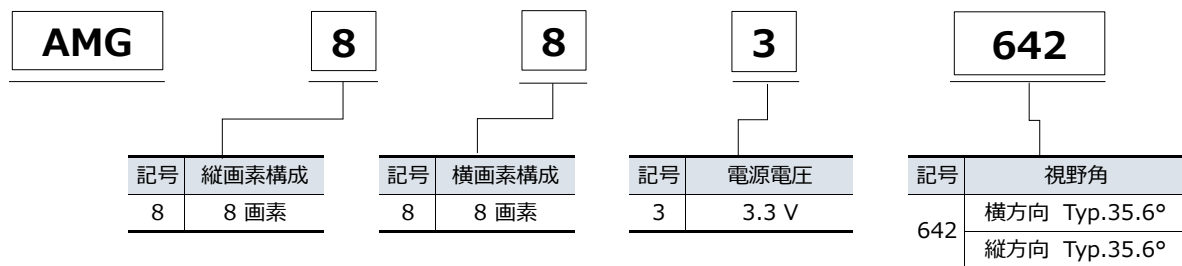 AMG 8 8 3 642
記号 縦画素構成 記号 横画素構成 記号 電源電圧 記号 視野角
8 8 画素 8 8 画素 3 3.3 V 642 横方向 Typ.35.6°
縦方向 Typ.35.6°